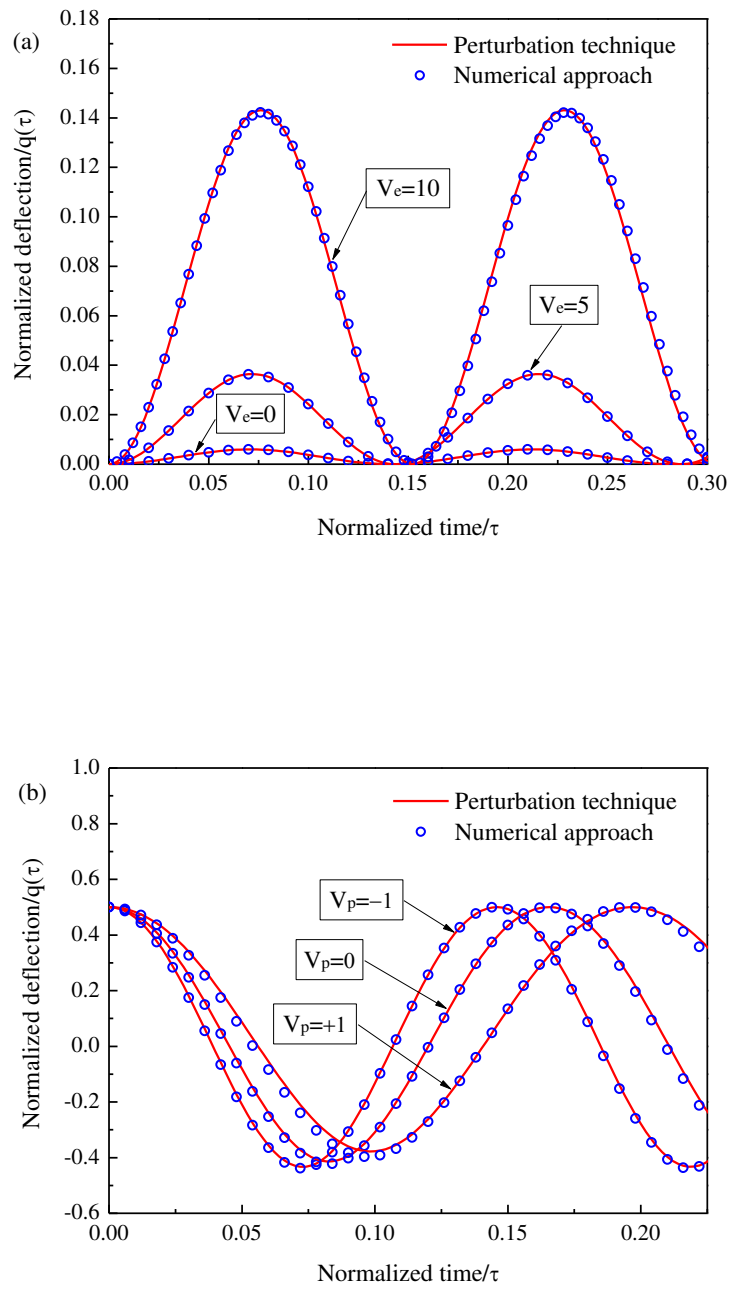 (a)
0.18
0.16
0.14
0.12
0.10
0.08
0.06
0.04
0.02
0.00
Normalized deflection/q(τ)
Perturbation technique
Numerical approach
Vₑ=10
Vₑ=5
Vₑ=0
0.00 0.05 0.10 0.15 0.20 0.25 0.30
Normalized time/τ
(b)
1.0
0.8
0.6
0.4
0.2
0.0
-0.2
-0.4
-0.6
Normalized deflection/q(τ)
Perturbation technique
Numerical approach
Vₚ=−1
Vₚ=0
Vₚ=+1
0.00 0.05 0.10 0.15 0.20
Normalized time/τ